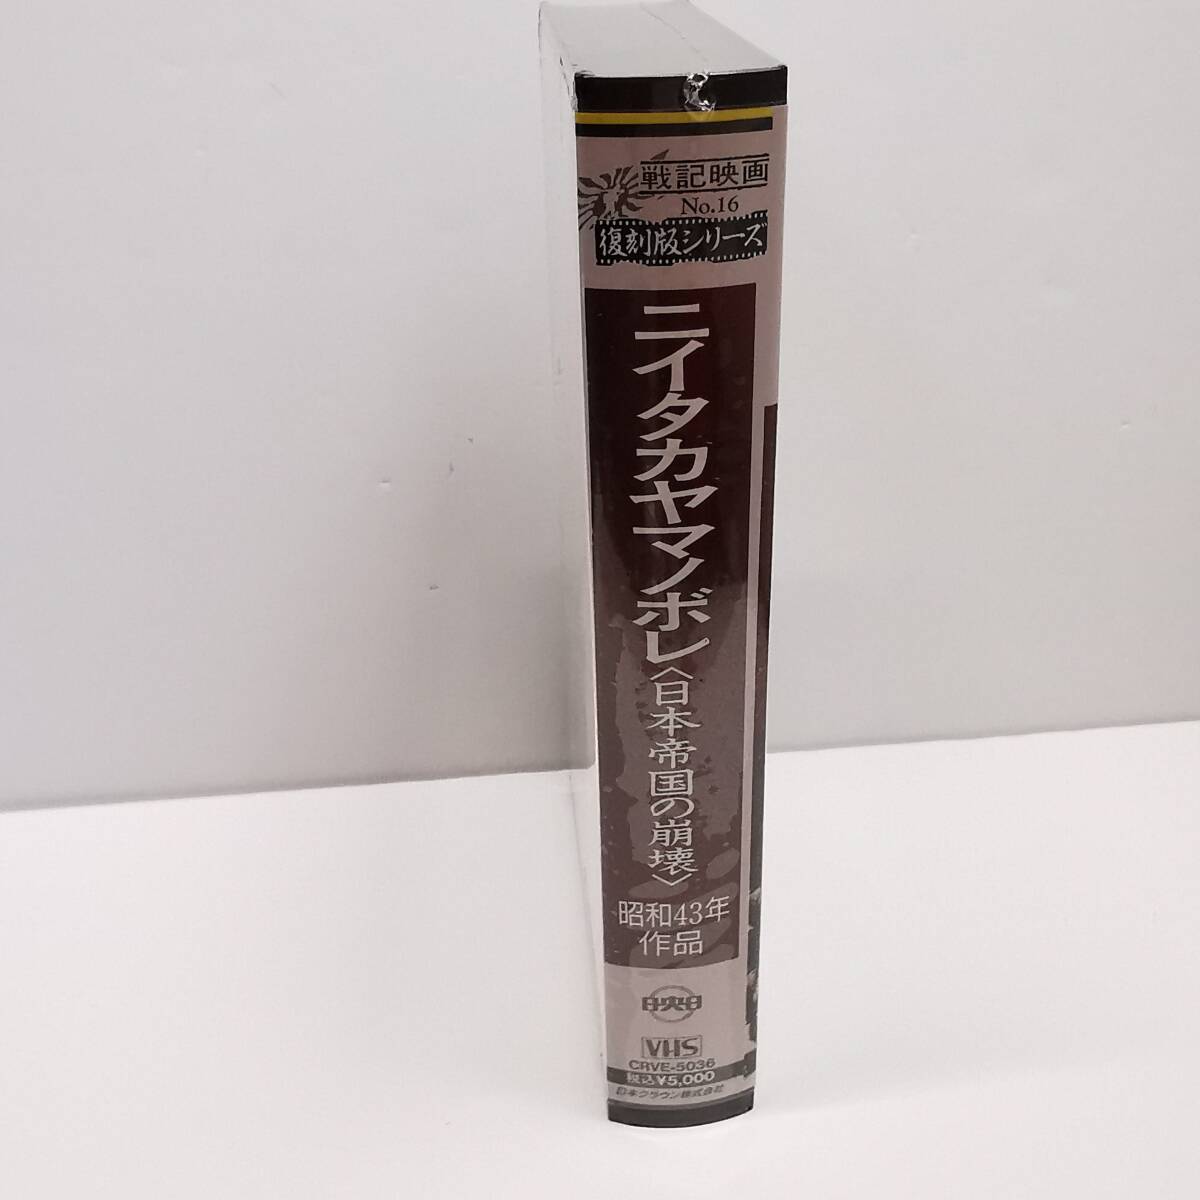 戦記映画
No.16
復刻版シリーズ
ニイタカヤマノボレ〈日本帝国の崩壊〉
昭和43年
作品
日映
VHS
CRVE-5036
税込¥5,000
日本クラウン株式会社